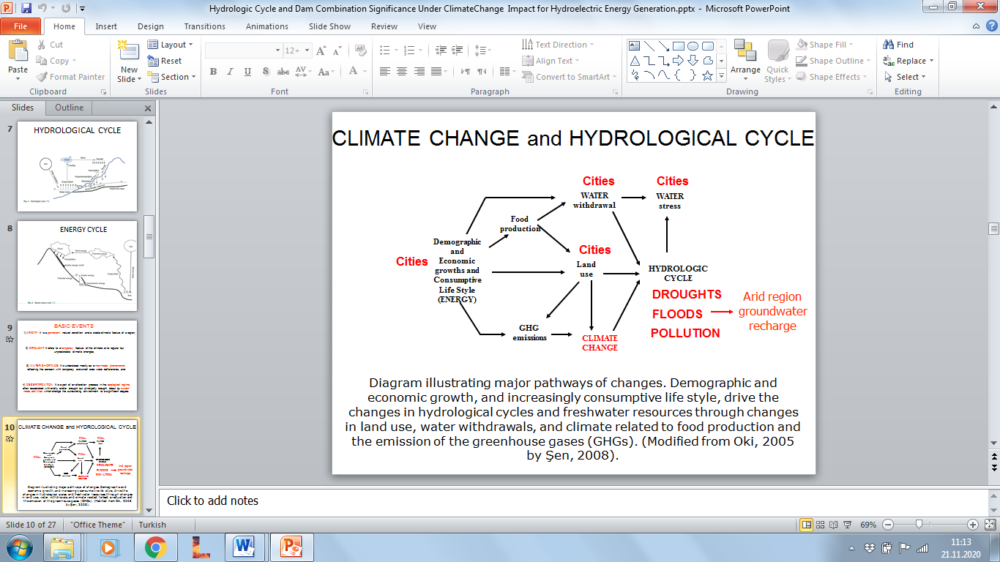 Hydrologic Cycle and Dam Combination Significance Under ClimateChange Impact for Hydroelectric Energy Generation.pptx - Microsoft PowerPoint
File Home Insert Design Transitions Animations Slide Show Review View
Paste
Cut
Copy
Format Painter
Clipboard
New
Slide
Layout
Reset
Section
Slides
12+
Font
Text Direction
Align Text
Convert to SmartArt
Paragraph
Arrange
Quick
Styles
Shape Fill
Shape Outline
Shape Effects
Drawing
Find
Replace
Select
Editing
Slides Outline
7
HYDROLOGICAL CYCLE
8
ENERGY CYCLE
9
BASIC EVENTS
10
CLIMATE CHANGE and HYDROLOGICAL CYCLE
CLIMATE CHANGE and HYDROLOGICAL CYCLE
Cities
WATER
withdrawal
Cities
WATER
stress
Food
production
Cities
Demographic
and
Economic
growths and
Consumptive
Life Style
(ENERGY)
Cities
Land
use
HYDROLOGIC
CYCLE
DROUGHTS
FLOODS
POLLUTION
Arid region
groundwater
recharge
GHG
emissions
CLIMATE
CHANGE
Diagram illustrating major pathways of changes. Demographic and
economic growth, and increasingly consumptive life style, drive the
changes in hydrological cycles and freshwater resources through changes
in land use, water withdrawals, and climate related to food production and
the emission of the greenhouse gases (GHGs). (Modified from Oki, 2005
by Şen, 2008).
Click to add notes
Slide 10 of 27 "Office Theme" Turkish
69%
11:13
21.11.2020